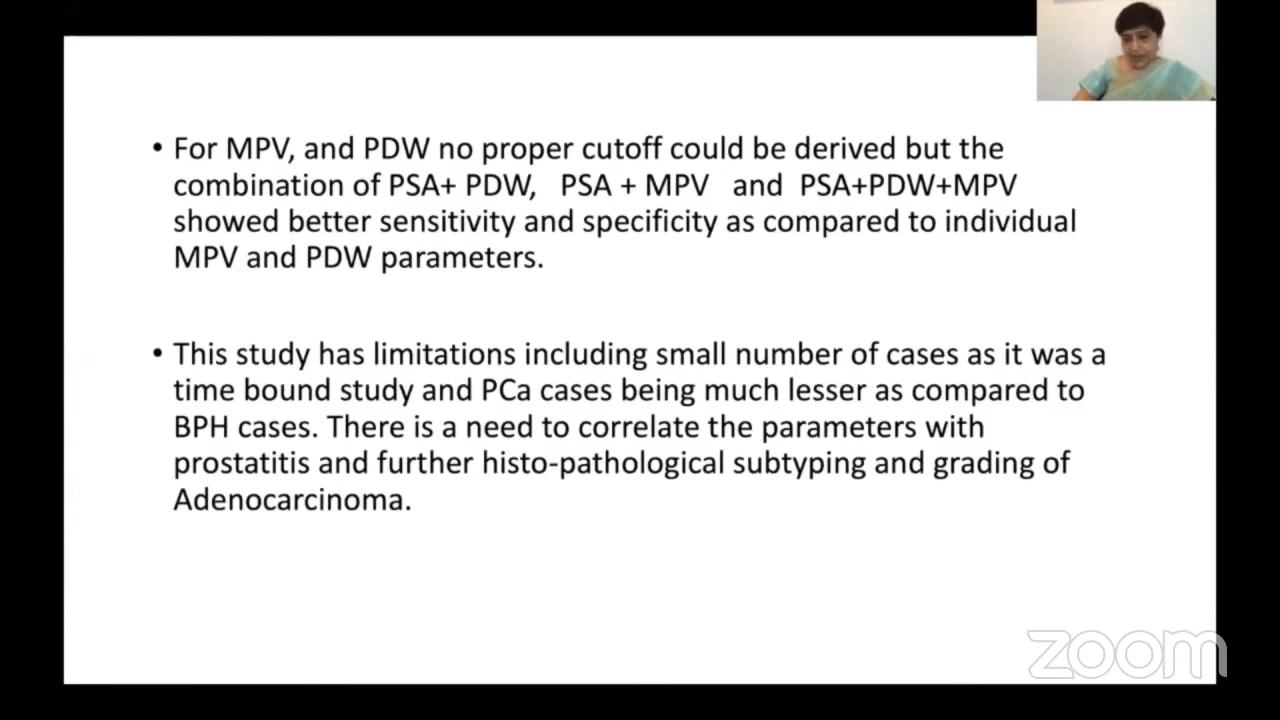 • For MPV, and PDW no proper cutoff could be derived but the
combination of PSA+ PDW,   PSA + MPV   and  PSA+PDW+MPV
showed better sensitivity and specificity as compared to individual
MPV and PDW parameters.
• This study has limitations including small number of cases as it was a
time bound study and PCa cases being much lesser as compared to
BPH cases. There is a need to correlate the parameters with
prostatitis and further histo-pathological subtyping and grading of
Adenocarcinoma.
zoom